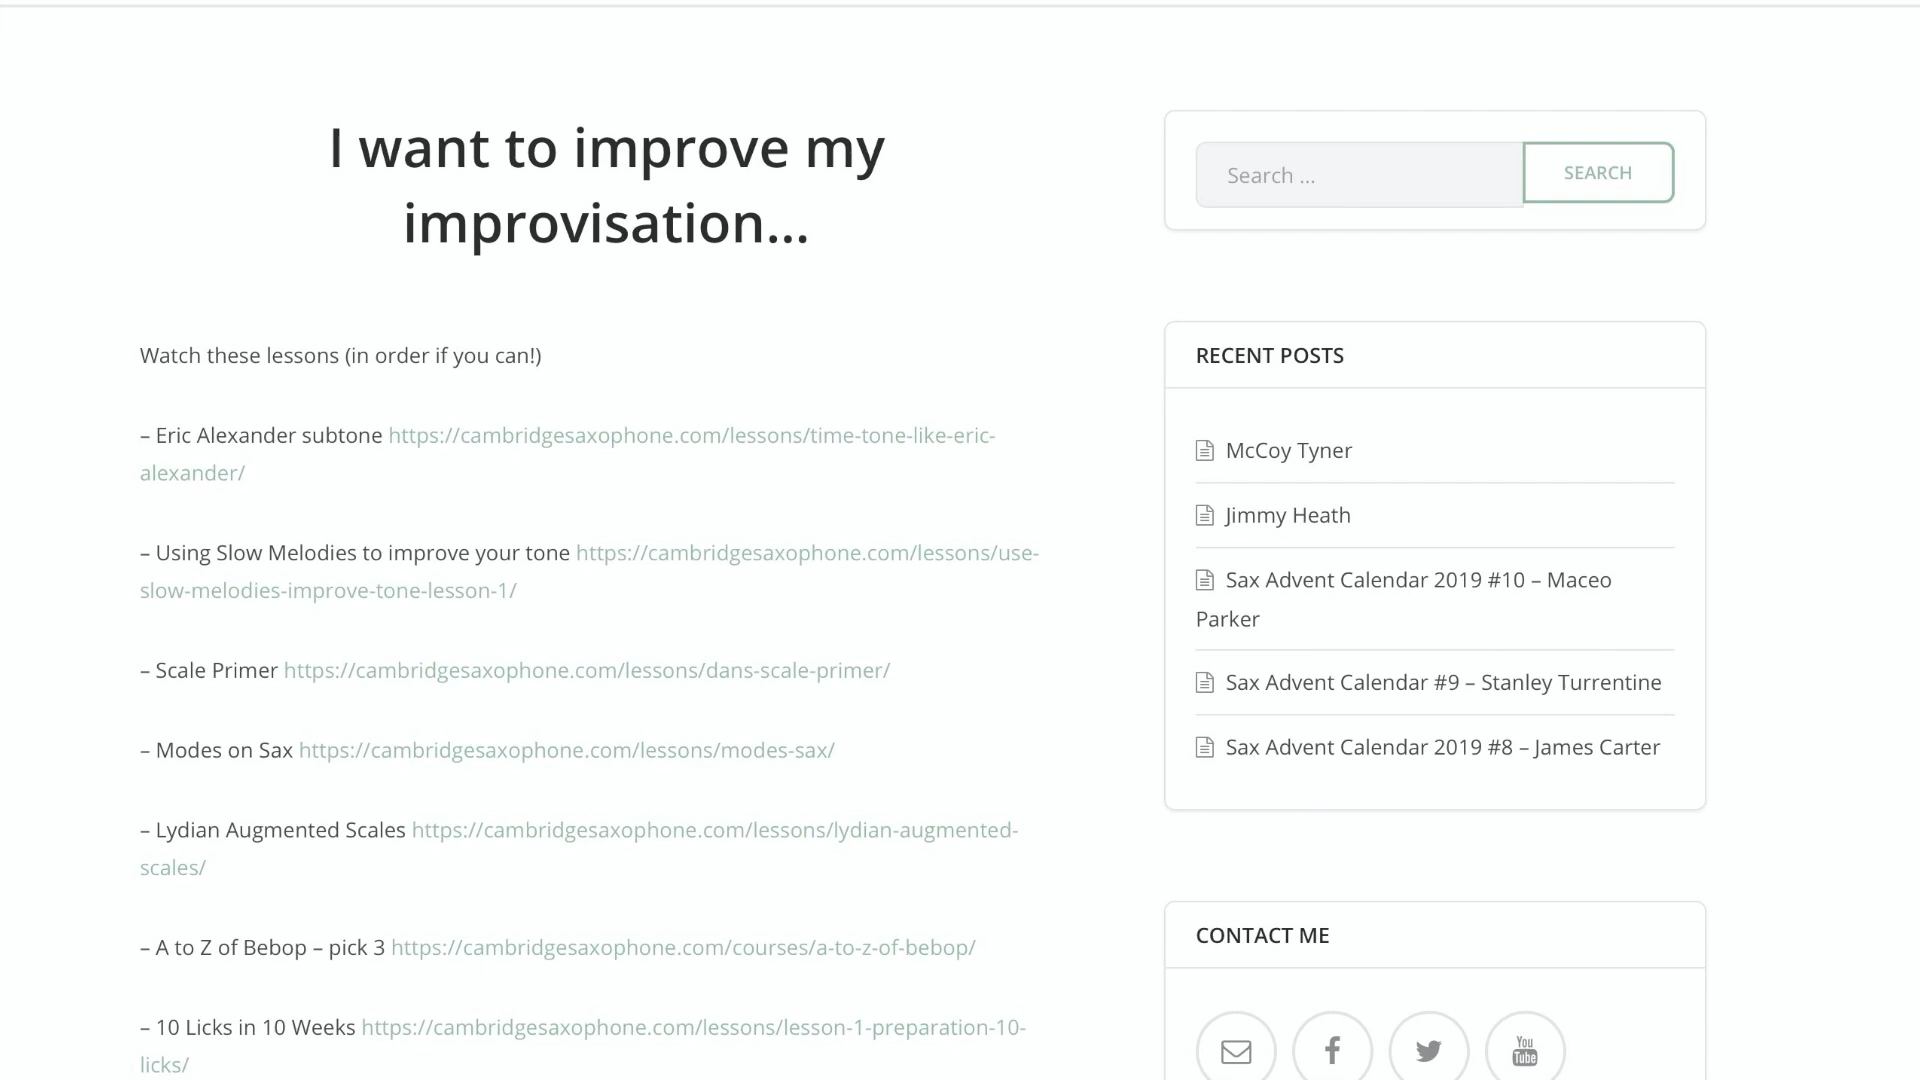 I want to improve my
improvisation...
Watch these lessons (in order if you can!)
– Eric Alexander subtone https://cambridgesaxophone.com/lessons/time-tone-like-eric-
alexander/
– Using Slow Melodies to improve your tone https://cambridgesaxophone.com/lessons/use-
slow-melodies-improve-tone-lesson-1/
– Scale Primer https://cambridgesaxophone.com/lessons/dans-scale-primer/
– Modes on Sax https://cambridgesaxophone.com/lessons/modes-sax/
– Lydian Augmented Scales https://cambridgesaxophone.com/lessons/lydian-augmented-
scales/
– A to Z of Bebop – pick 3 https://cambridgesaxophone.com/courses/a-to-z-of-bebop/
– 10 Licks in 10 Weeks https://cambridgesaxophone.com/lessons/lesson-1-preparation-10-
licks/
Search ...
SEARCH
RECENT POSTS
McCoy Tyner
Jimmy Heath
Sax Advent Calendar 2019 #10 – Maceo
Parker
Sax Advent Calendar #9 – Stanley Turrentine
Sax Advent Calendar 2019 #8 – James Carter
CONTACT ME
You
Tube